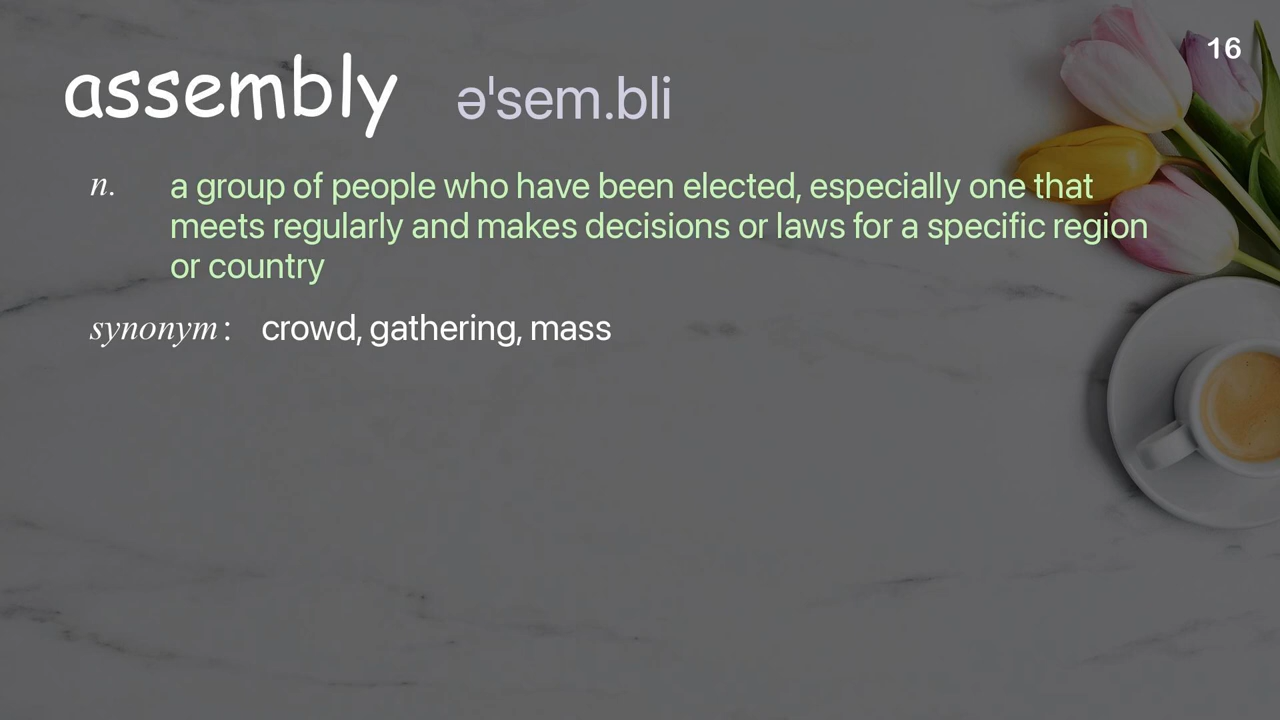 16
assembly əˈsem.bli
n. a group of people who have been elected, especially one that
meets regularly and makes decisions or laws for a specific region
or country
synonym: crowd, gathering, mass